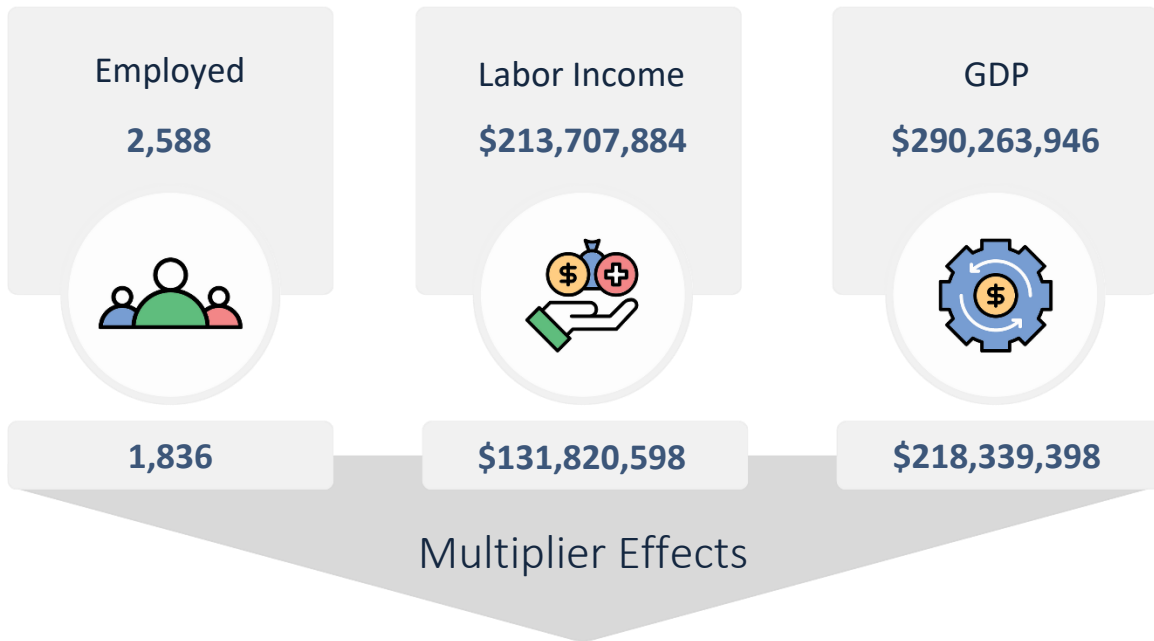 Employed
2,588
Labor Income
$213,707,884
GDP
$290,263,946
$
$
1,836
$131,820,598
$218,339,398
Multiplier Effects